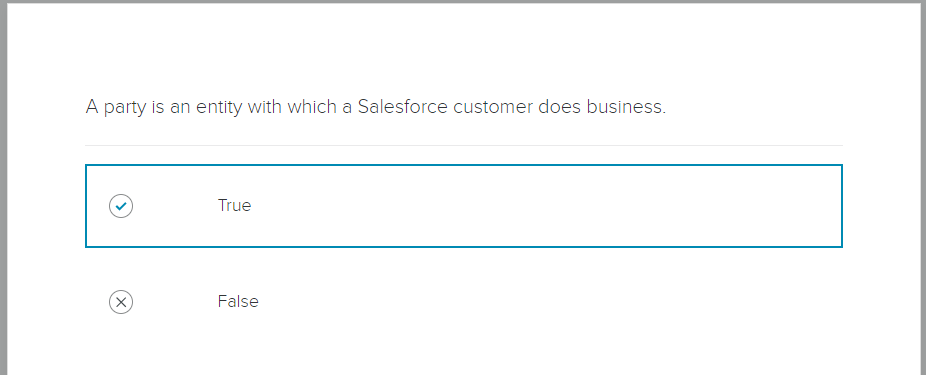 A party is an entity with which a Salesforce customer does business.
True
False